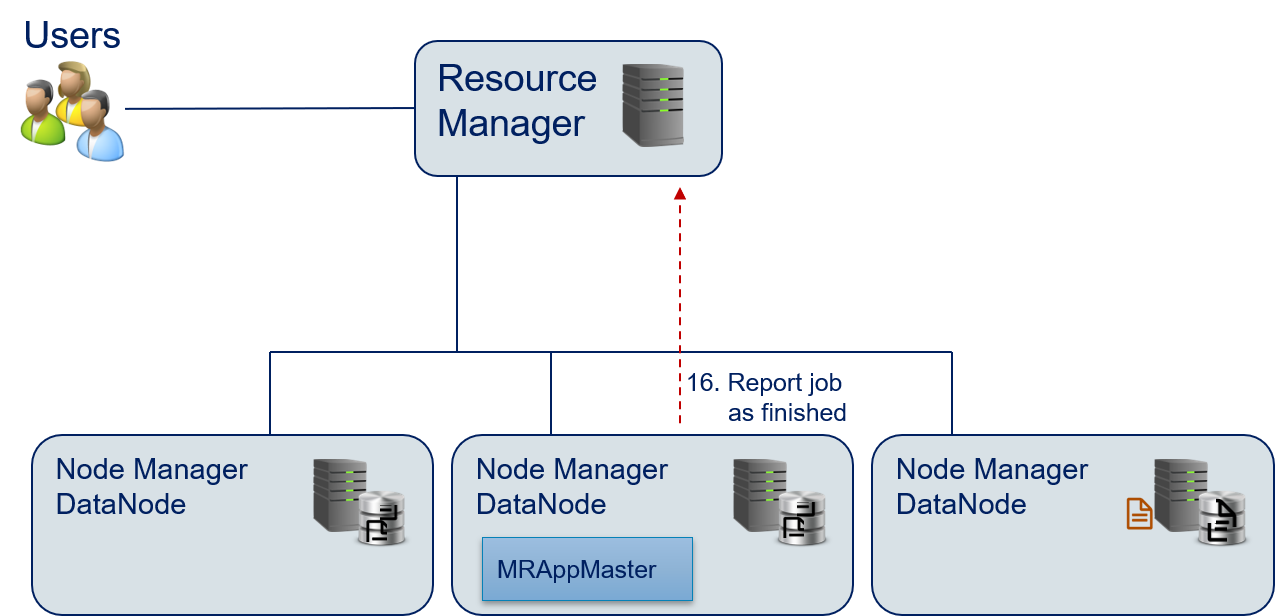 Users
Resource
Manager
16. Report job
as finished
Node Manager
DataNode
Node Manager
DataNode
MRAppMaster
Node Manager
DataNode